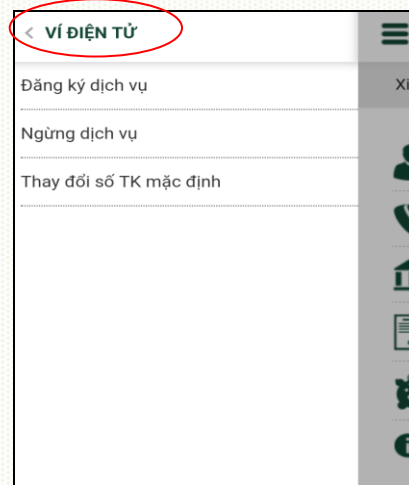 VÍ ĐIỆN TỬ
Đăng ký dịch vụ
Ngừng dịch vụ
Thay đổi số TK mặc định